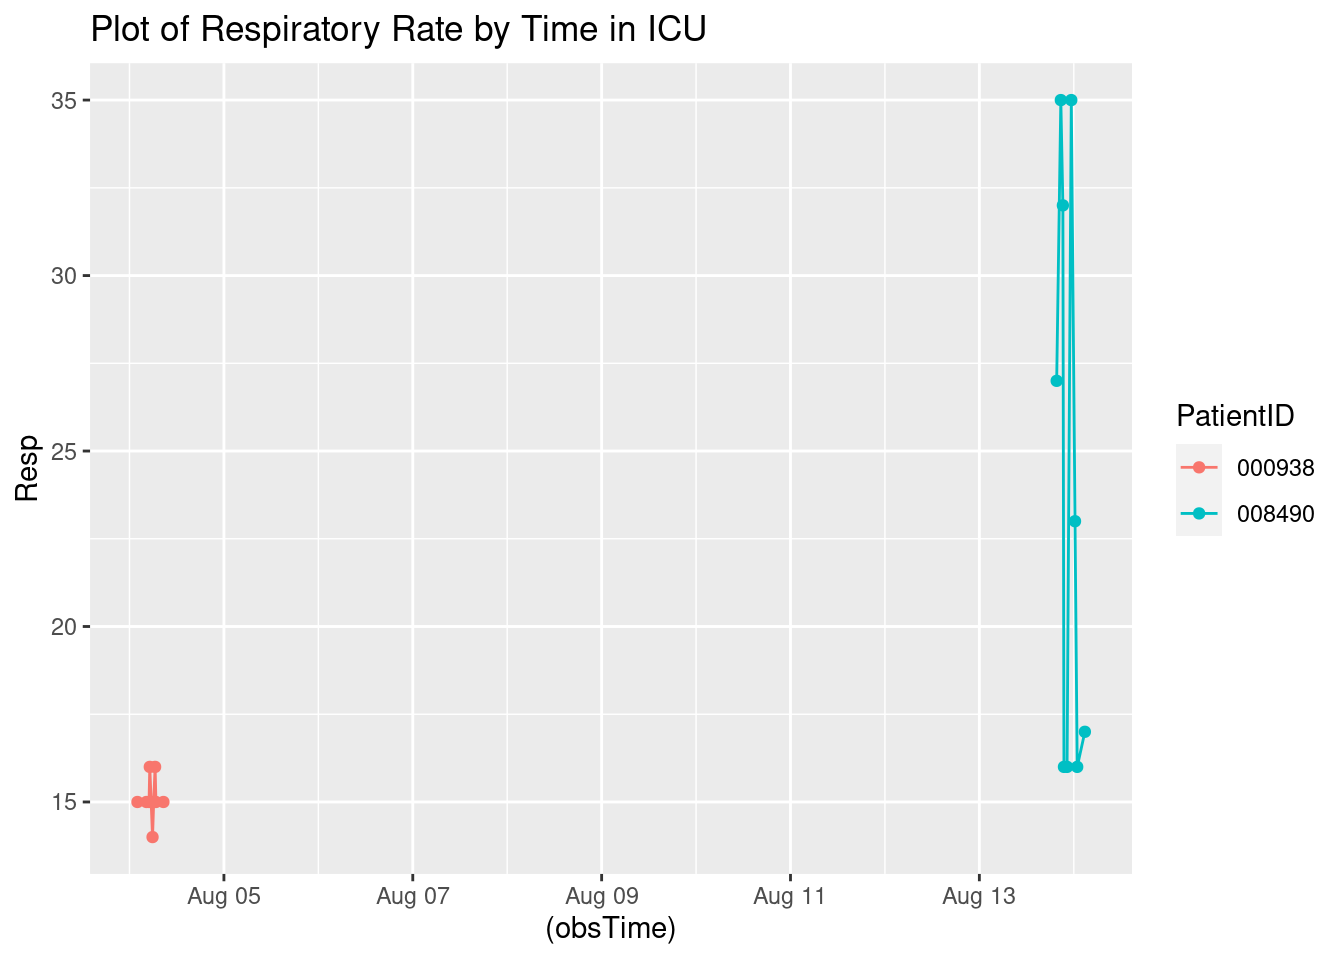 Plot of Respiratory Rate by Time in ICU
35
30
25
20
15
Resp
Aug 05 Aug 07 Aug 09 Aug 11 Aug 13
(obsTime)
PatientID
000938
008490